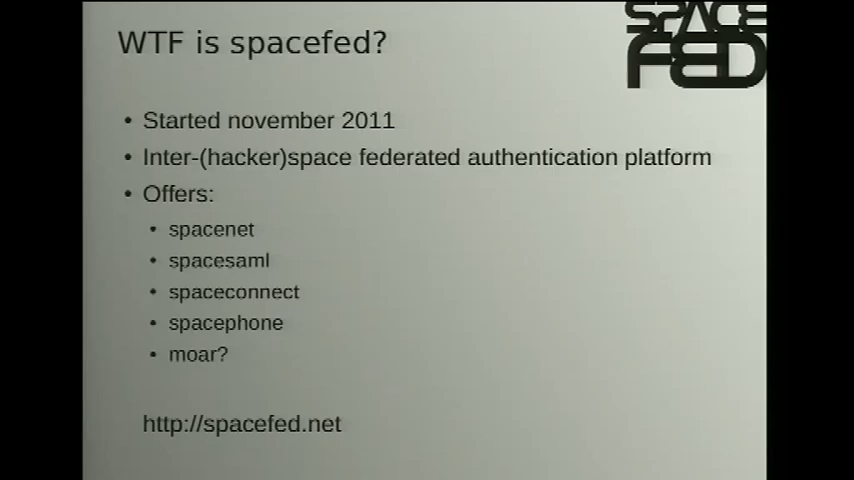 SPACE
FED
WTF is spacefed?
• Started november 2011
• Inter-(hacker)space federated authentication platform
• Offers:
• spacenet
• spacesaml
• spaceconnect
• spacephone
• moar?
http://spacefed.net